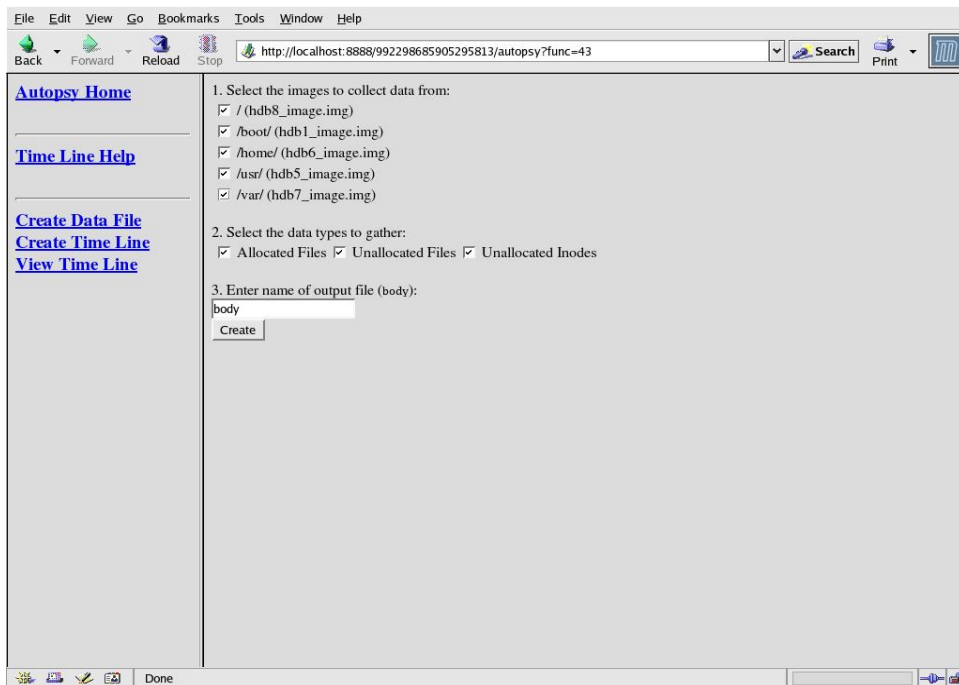 File Edit View Go Bookmarks Tools Window Help
Back Forward Reload Stop http://localhost:8888/992298685905295813/autopsy?func=43 Search Print
Autopsy Home
Time Line Help
Create Data File
Create Time Line
View Time Line
1. Select the images to collect data from:
/ (hdb8_image.img)
/boot/ (hdb1_image.img)
/home/ (hdb6_image.img)
/usr/ (hdb5_image.img)
/var/ (hdb7_image.img)
2. Select the data types to gather:
Allocated Files Unallocated Files Unallocated Inodes
3. Enter name of output file (body):
body
Create
Done